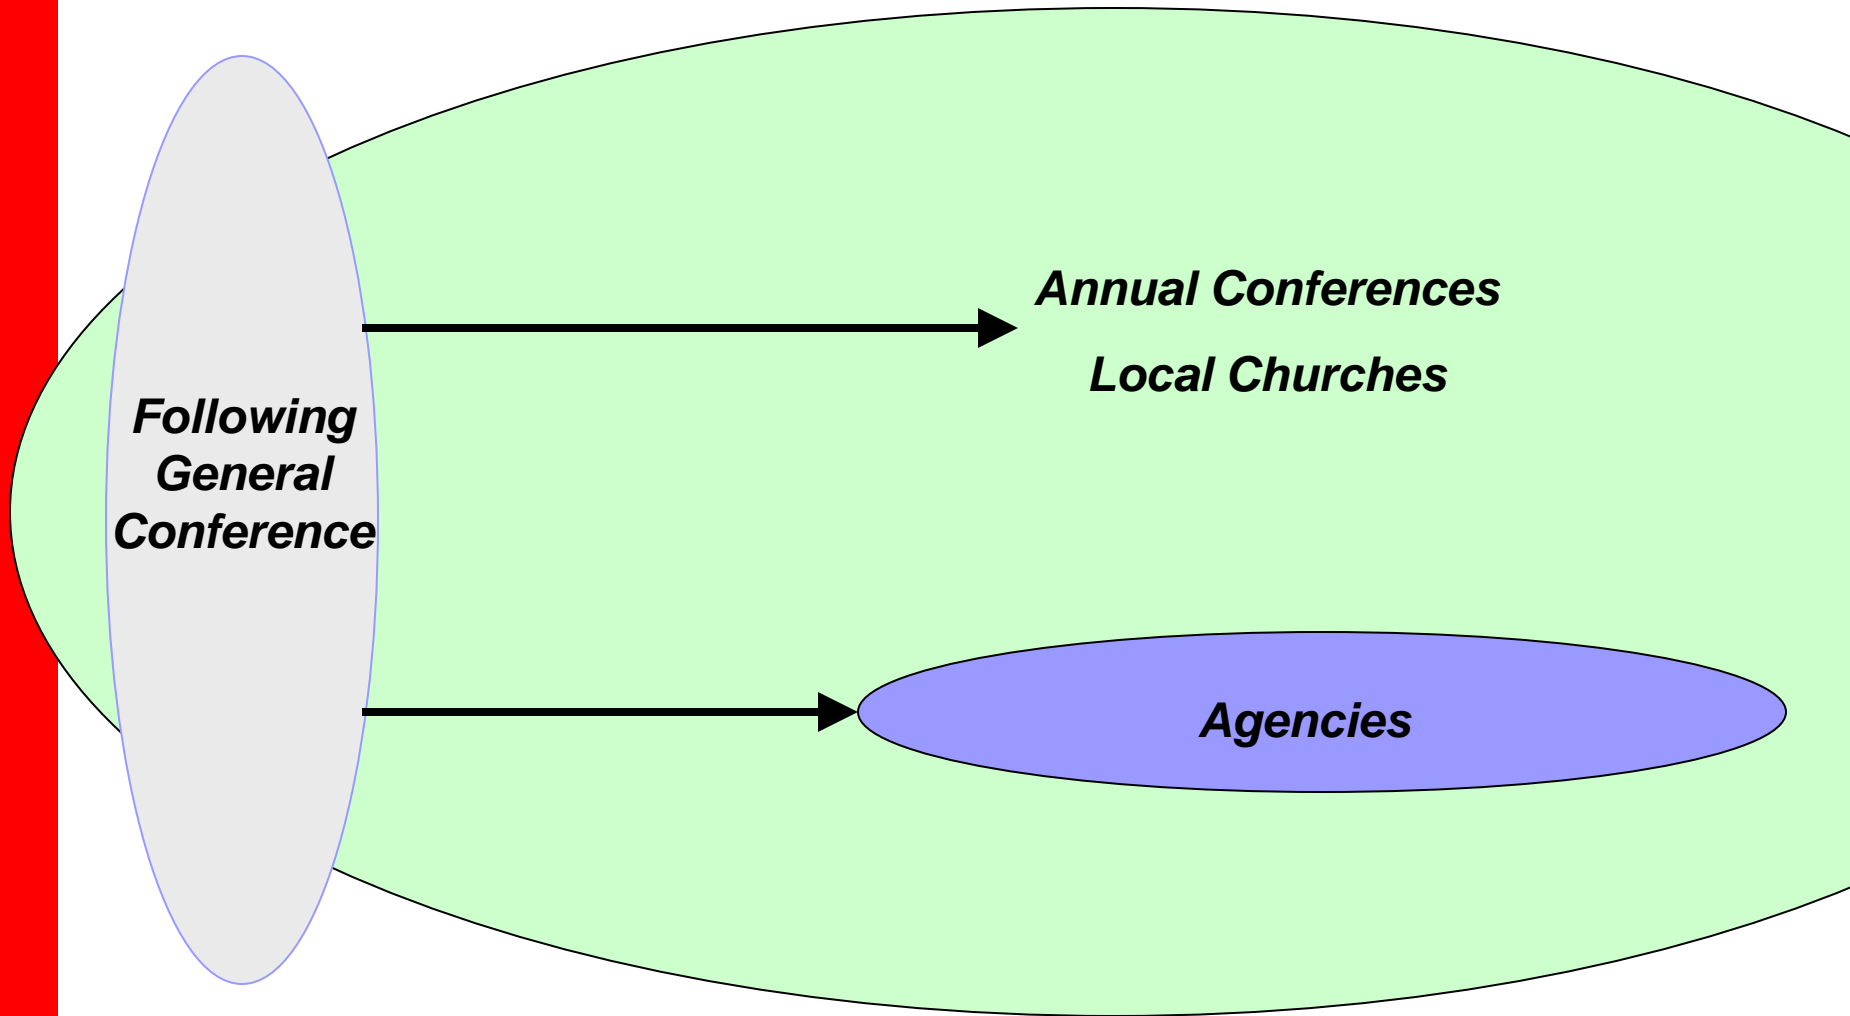 Following
General
Conference
Annual Conferences
Local Churches
Agencies